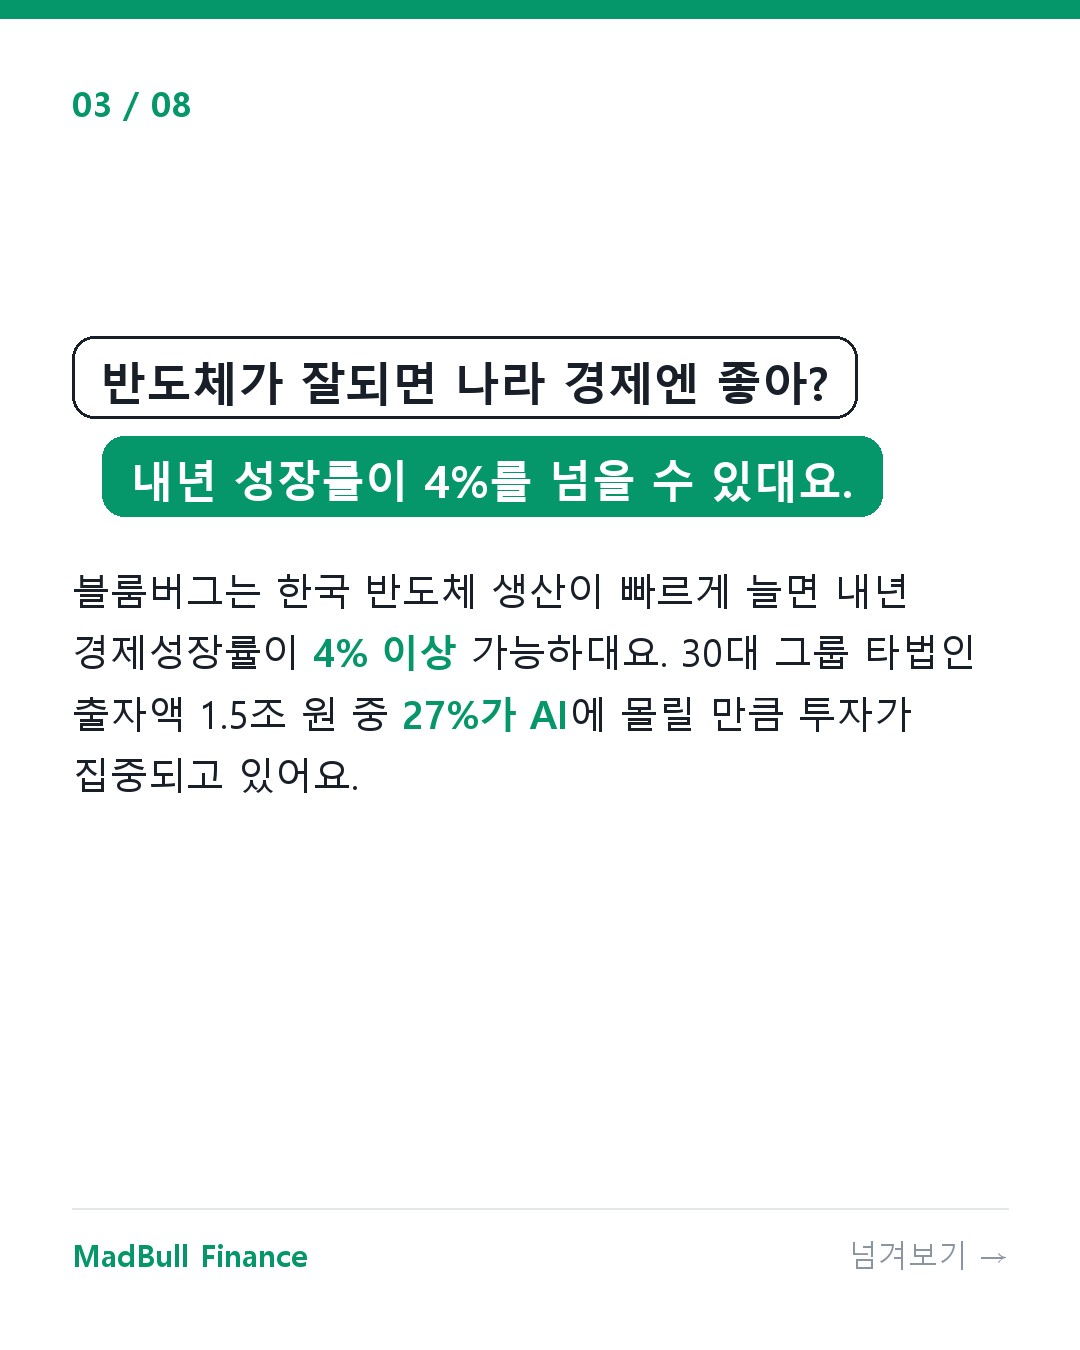 03 / 08
반도체가 잘되면 나라 경제엔 좋아?
내년 성장률이 4%를 넘을 수 있대요.
블룸버그는 한국 반도체 생산이 빠르게 늘면 내년
경제성장률이 4% 이상 가능하대요. 30대 그룹 타법인
출자액 1.5조 원 중 27%가 AI에 몰릴 만큼 투자가
집중되고 있어요.
MadBull Finance
넘겨보기 →